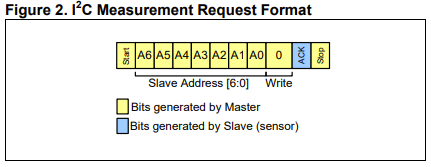 Figure 2. I²C Measurement Request Format
Start A6 A5 A4 A3 A2 A1 A0 0 ACK Stop
Slave Address [6:0] Write
Bits generated by Master
Bits generated by Slave (sensor)